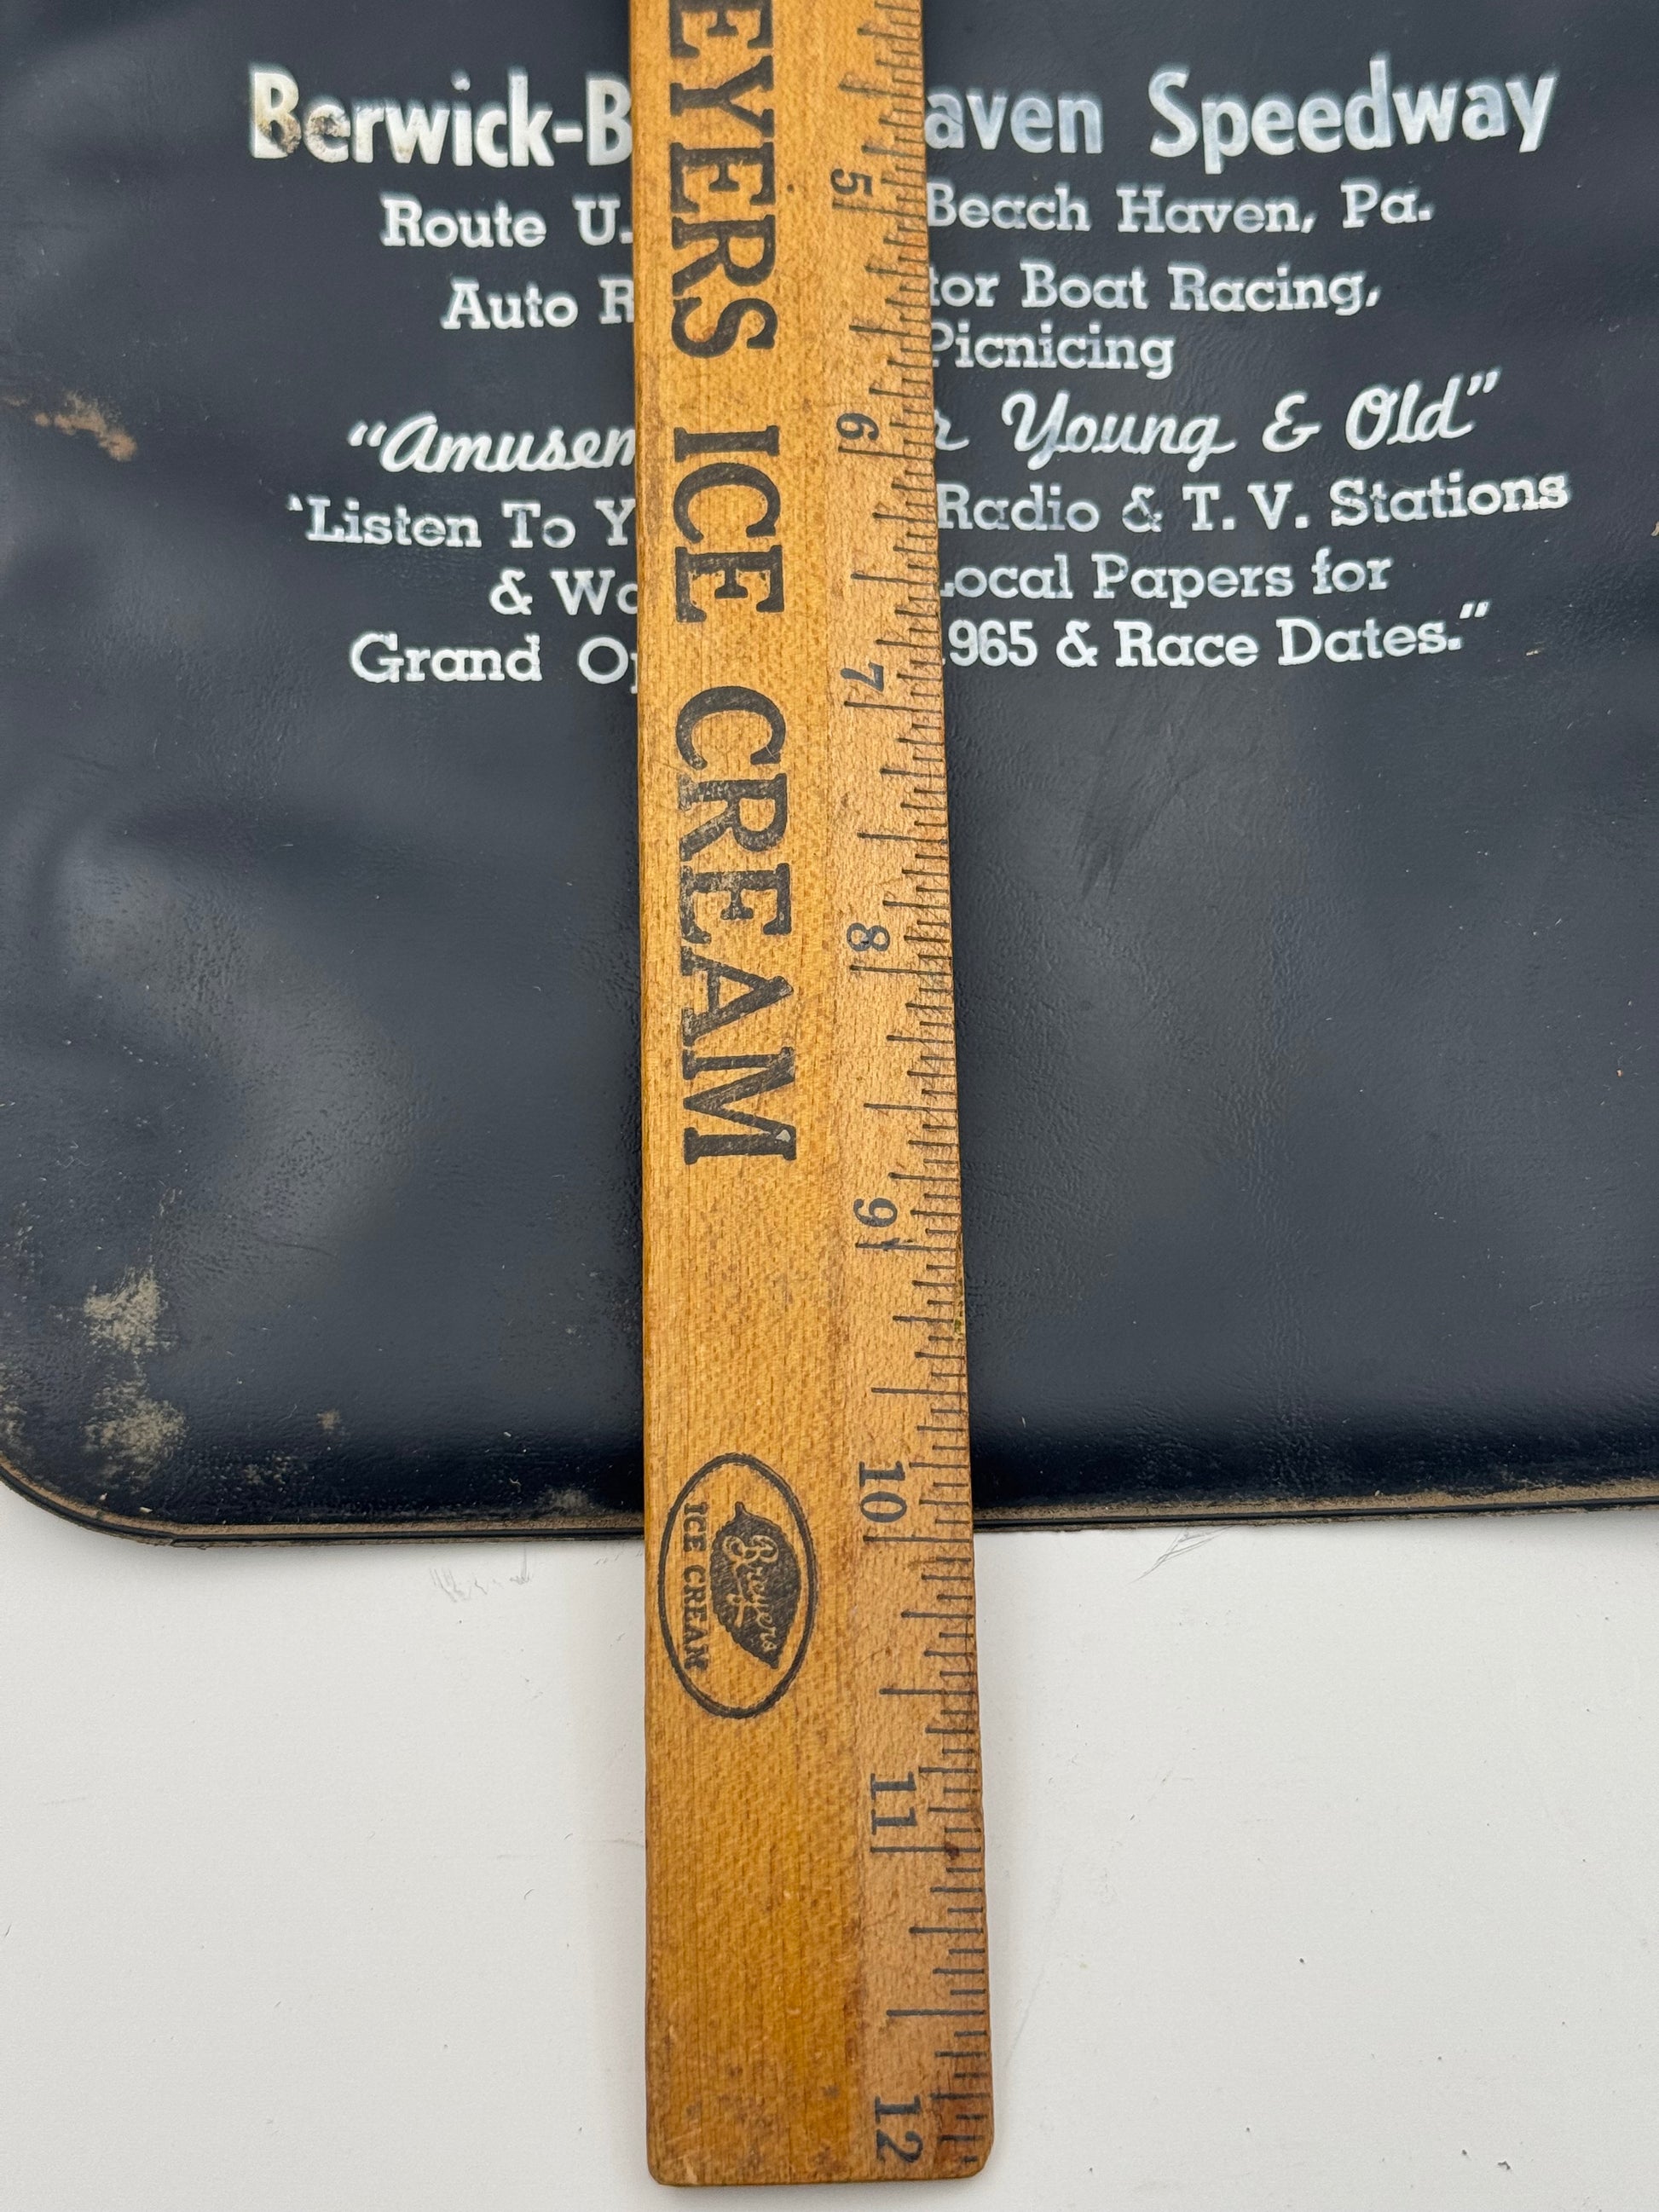 Berwick-B aven Speedway
Route U. Beach Haven, Pa.
Auto R tor Boat Racing,
Picnicing
"Amusem r Young & Old"
'Listen To Y Radio & T. V. Stations
& Wa Local Papers for
Grand Op 1965 & Race Dates."
EYERS ICE CREAM
Breyers
ICE CREAM
5
6
7
8
9
10
11
12